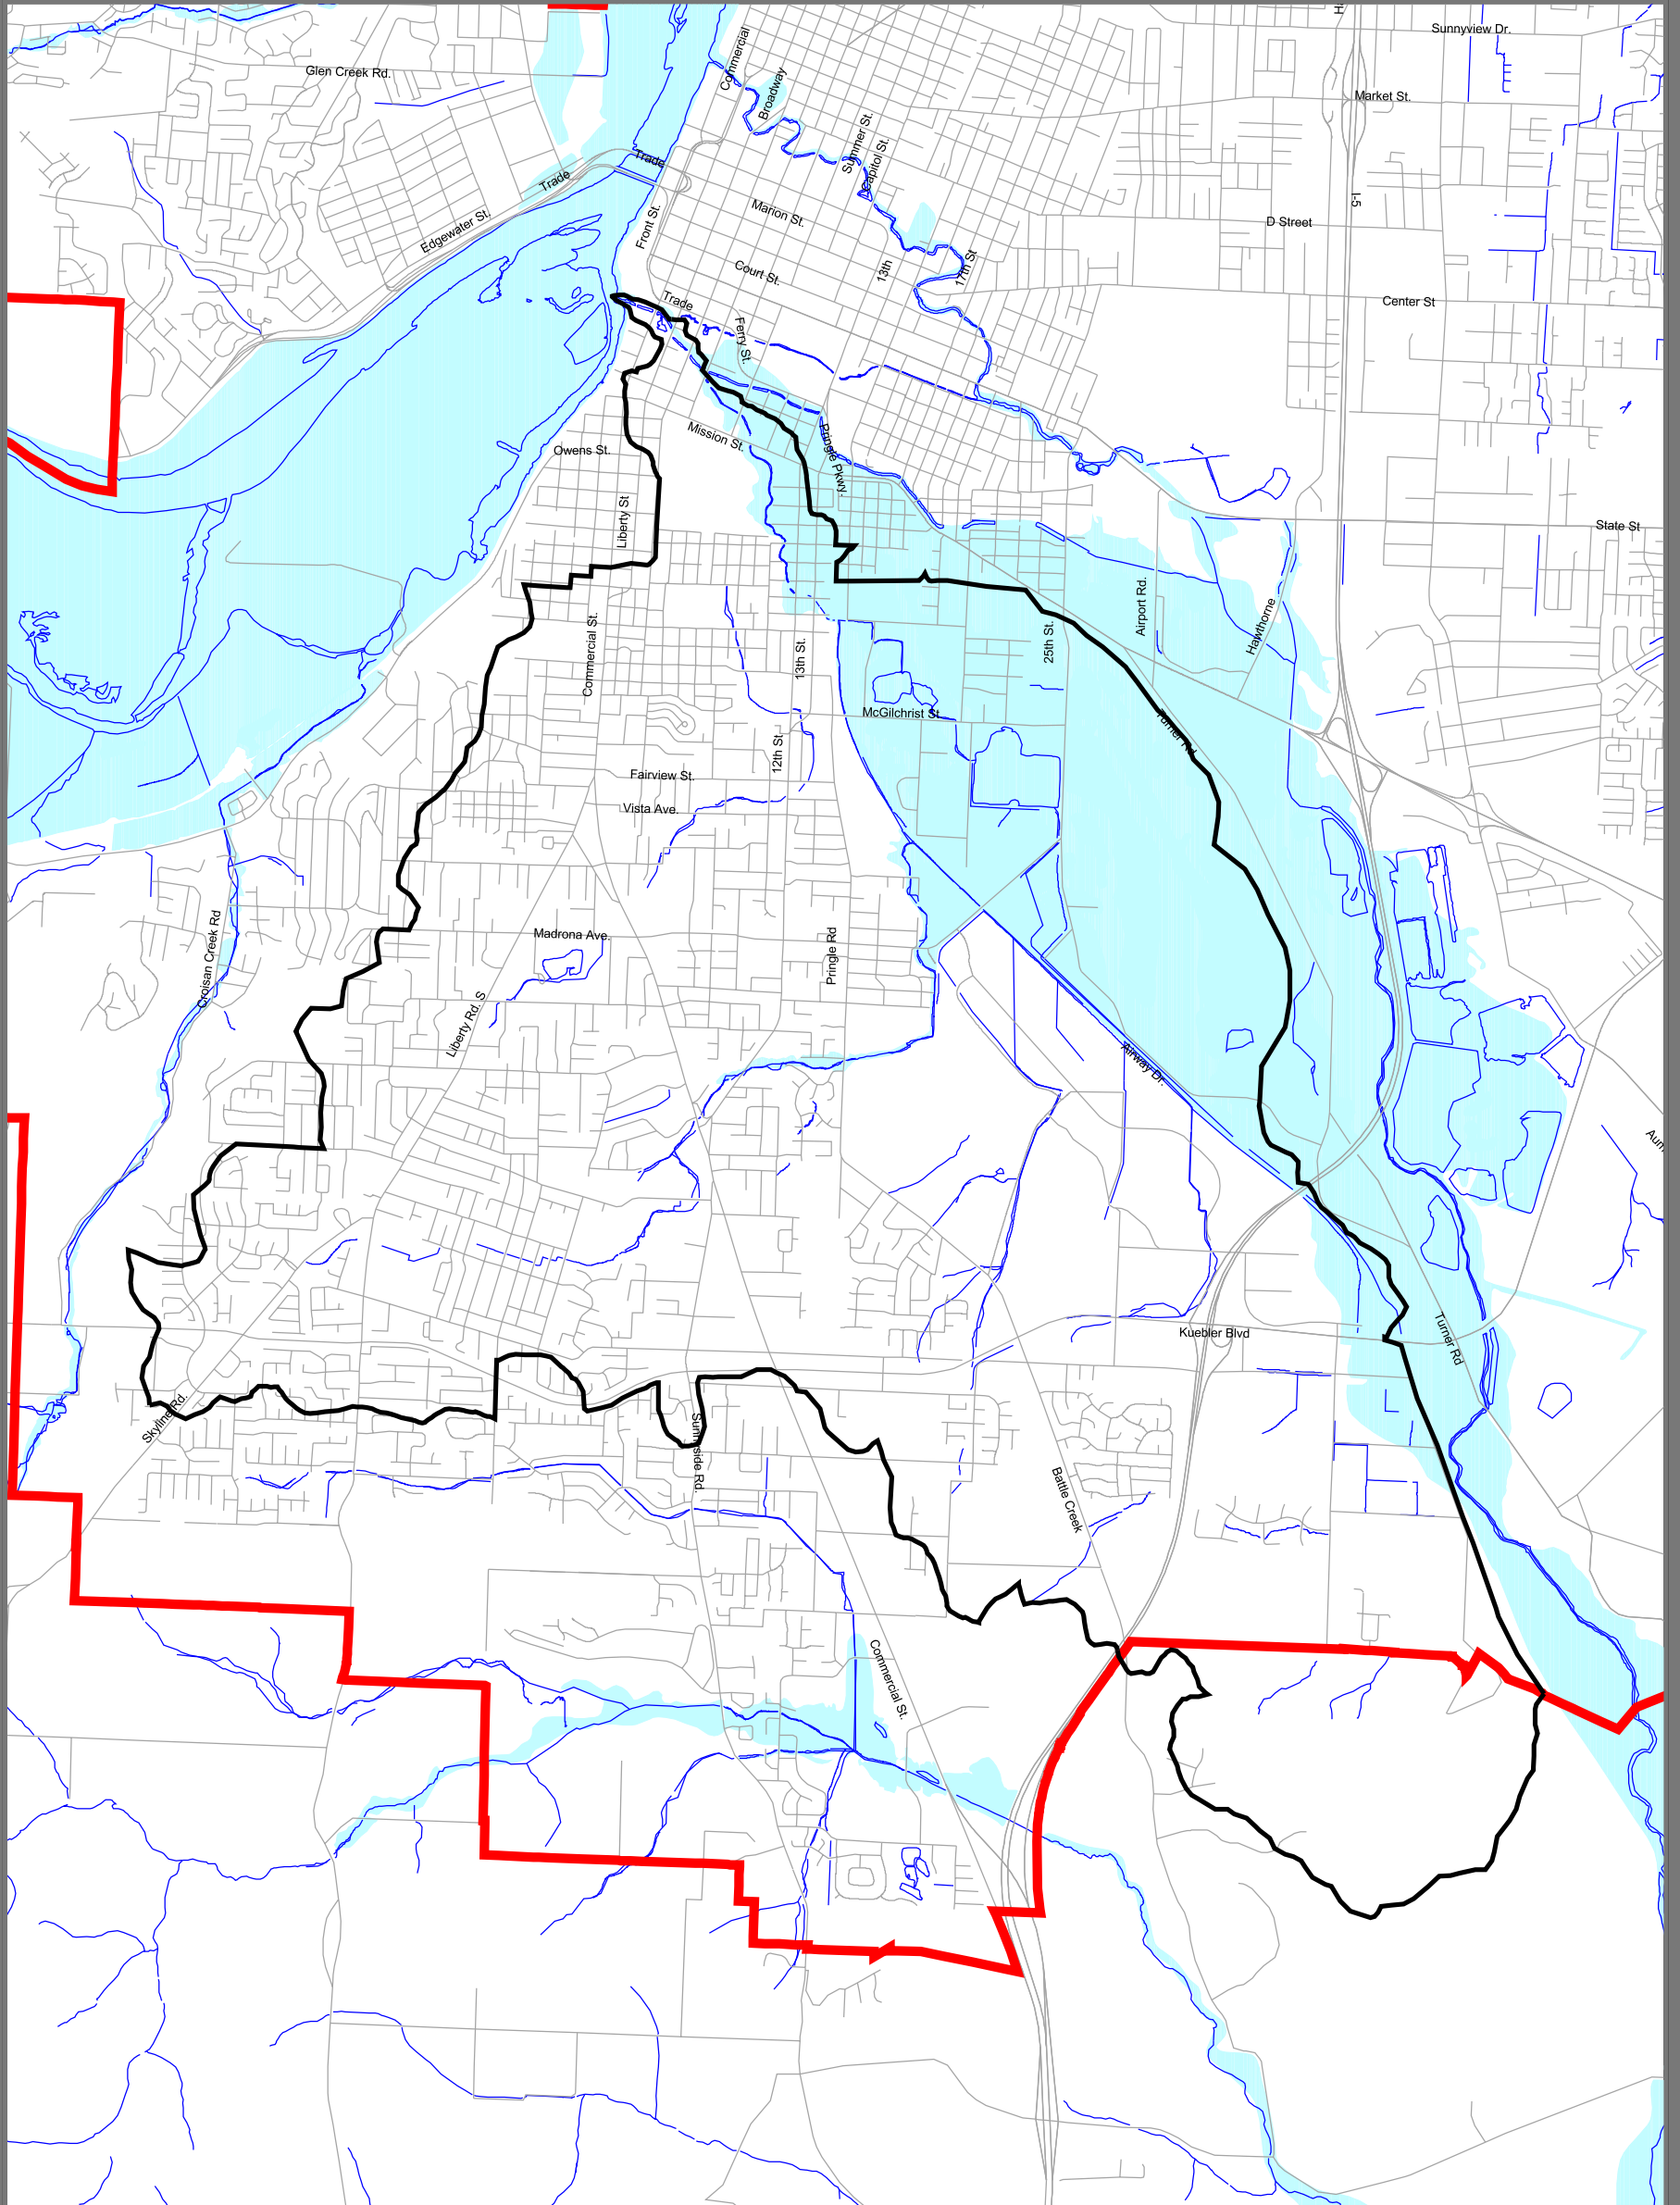 Sunnyview Dr.
Commercial
Glen Creek Rd.
Broadway
Market St.
Summer St.
Capitol St.
Trade
Trade
I-5
Edgewater St.
Front St.
Marion St.
D Street
Court St.
13th
17th St
Trade
Center St
Ferry St.
Mission St.
Pringle Pkwy.
Owens St.
Liberty St
State St
Airport Rd.
Hawthorne
25th St.
Commercial St.
13th St.
McGilchrist St.
Turner Rd.
12th St.
Fairview St.
Vista Ave.
Madrona Ave.
Croisan Creek Rd
Pringle Rd
Liberty Rd. S
Airway Dr.
Aum
Kuebler Blvd
Turner Rd
Skyline Rd.
Sunnyside Rd.
Battle Creek
Commercial St.